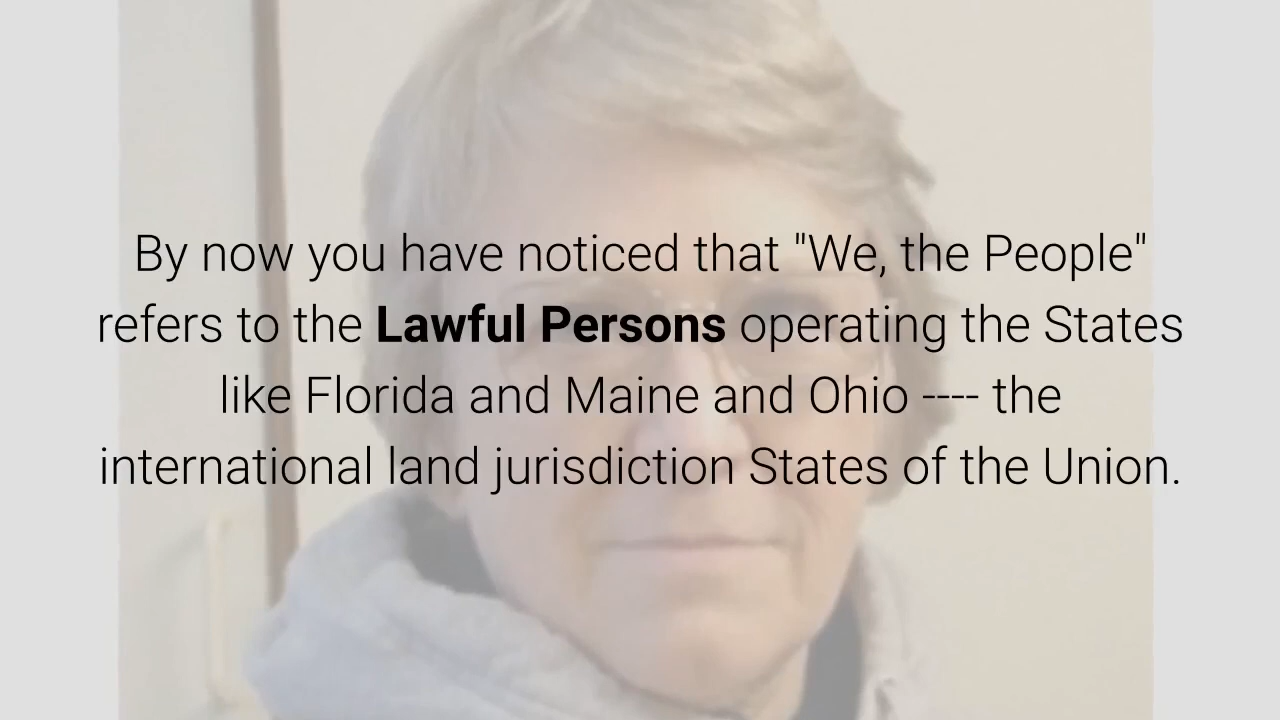 By now you have noticed that "We, the People"
refers to the Lawful Persons operating the States
like Florida and Maine and Ohio ---- the
international land jurisdiction States of the Union.